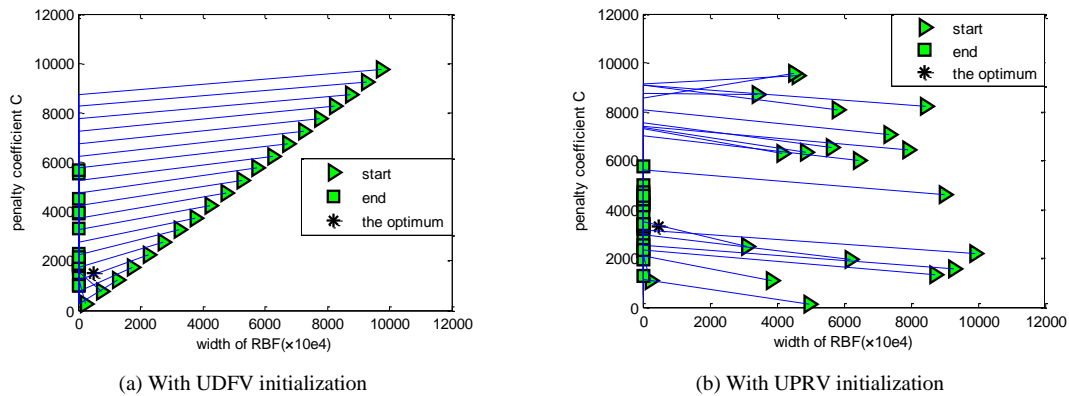 12000
10000
8000
6000
4000
2000
0
penalty coefficient C
0 2000 4000 6000 8000 10000 12000
width of RBF(×10e4)
start
end
the optimum
(a) With UDFV initialization
12000
10000
8000
6000
4000
2000
0
penalty coefficient C
0 2000 4000 6000 8000 10000 12000
width of RBF(×10e4)
start
end
the optimum
(b) With UPRV initialization